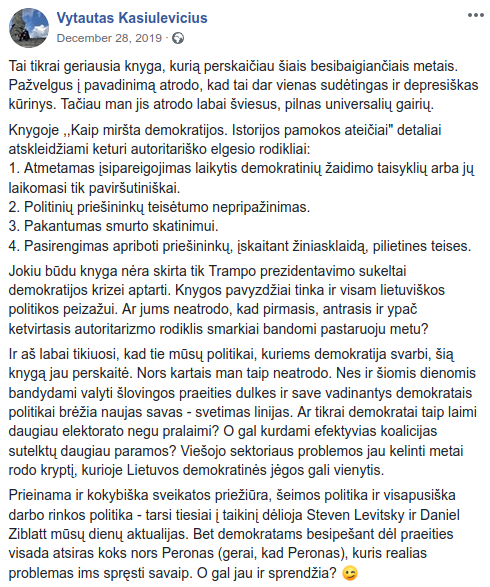 Vytautas Kasiulevicius
December 28, 2019 ·
Tai tikrai geriausia knyga, kurią perskaičiau šiais besibaigiančiais metais.
Pažvelgus į pavadinimą atrodo, kad tai dar vienas sudėtingas ir depresiškas
kūrinys. Tačiau man jis atrodo labai šviesus, pilnas universalių gairių.
Knygoje ,,Kaip miršta demokratijos. Istorijos pamokos ateičiai" detaliai
atskleidžiami keturi autoritariško elgesio rodikliai:
1. Atmetamas įsipareigojimas laikytis demokratinių žaidimo taisyklių arba jų
laikomasi tik paviršutiniškai.
2. Politinių priešininkų teisėtumo nepripažinimas.
3. Pakantumas smurto skatinimui.
4. Pasirengimas apriboti priešininkų, įskaitant žiniasklaidą, pilietines teises.
Jokiu būdu knyga nėra skirta tik Trampo prezidentavimo sukeltai
demokratijos krizei aptarti. Knygos pavyzdžiai tinka ir visam lietuviškos
politikos peizažui. Ar jums neatrodo, kad pirmasis, antrasis ir ypač
ketvirtasis autoritarizmo rodiklis smarkiai bandomi pastaruoju metu?
Ir aš labai tikiuosi, kad tie mūsų politikai, kuriems demokratija svarbi, šią
knygą jau perskaitė. Nors kartais man taip neatrodo. Nes ir šiomis dienomis
bandydami valyti šlovingos praeities dulkes ir save vadinantys demokratais
politikai brėžia naujas savas - svetimas linijas. Ar tikrai demokratai taip laimi
daugiau elektorato negu pralaimi? O gal kurdami efektyvias koalicijas
sutelktų daugiau paramos? Viešojo sektoriaus problemos jau kelinti metai
rodo kryptį, kurioje Lietuvos demokratinės jėgos gali vienytis.
Prieinama ir kokybiška sveikatos priežiūra, šeimos politika ir visapusiška
darbo rinkos politika - tarsi tiesiai į taikinį dėlioja Steven Levitsky ir Daniel
Ziblatt mūsų dienų aktualijas. Bet demokratams besipešant dėl praeities
visada atsiras koks nors Peronas (gerai, kad Peronas), kuris realias
problemas ims spręsti savaip. O gal jau ir sprendžia? 😉